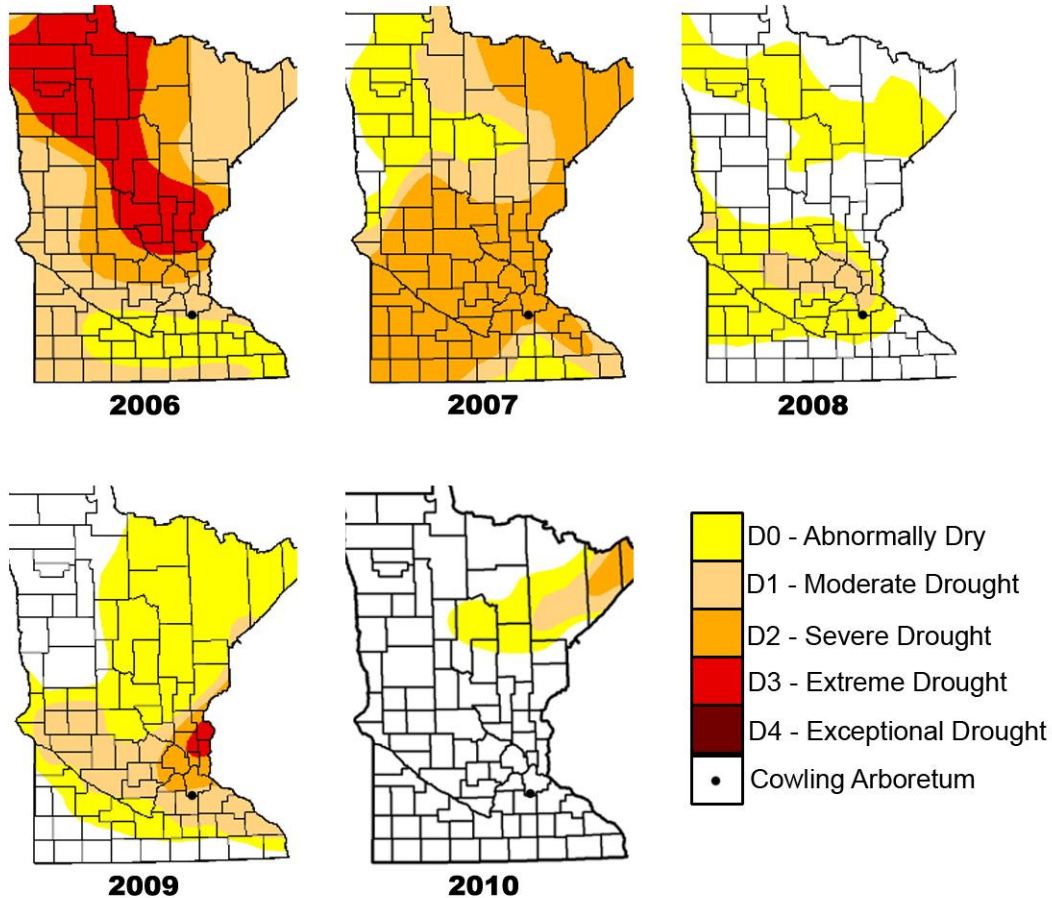 2006
2007
2008
2009
2010
D0 - Abnormally Dry
D1 - Moderate Drought
D2 - Severe Drought
D3 - Extreme Drought
D4 - Exceptional Drought
Cowling Arboretum